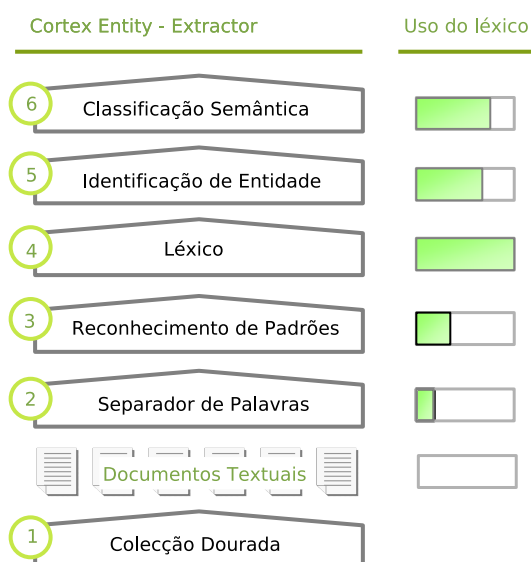 Cortex Entity - Extractor
Uso do léxico
6
Classificação Semântica
5
Identificação de Entidade
4
Léxico
3
Reconhecimento de Padrões
2
Separador de Palavras
Documentos Textuais
1
Colecção Dourada